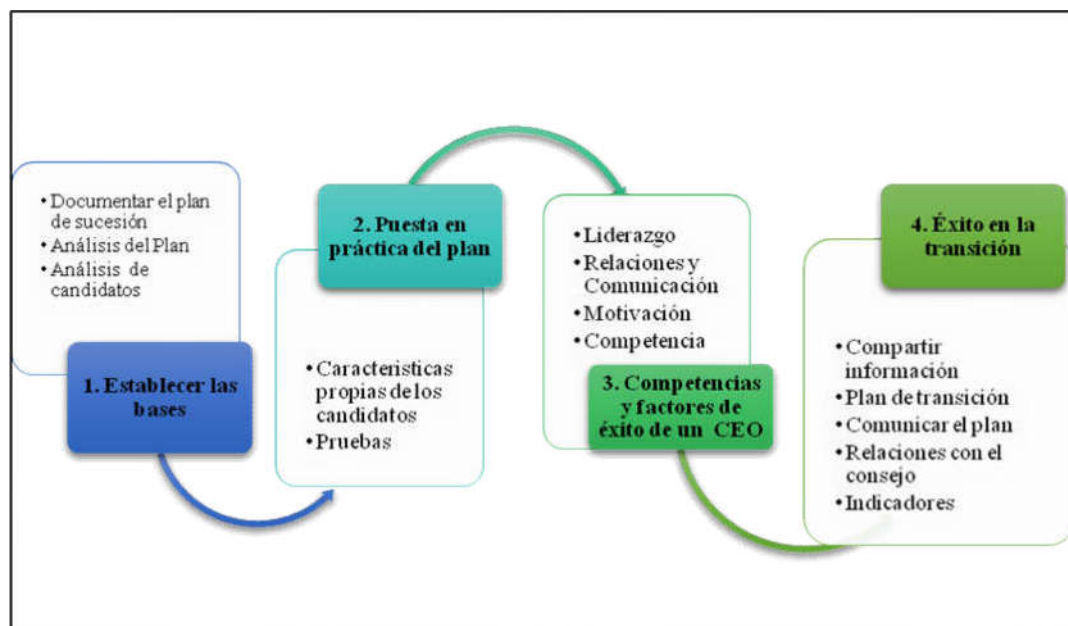 • Documentar el plan
de sucesión
• Análisis del Plan
• Análisis de
candidatos
1. Establecer las
bases
2. Puesta en
práctica del plan
• Caracteristicas
propias de los
candidatos
• Pruebas
• Liderazgo
• Relaciones y
Comunicación
• Motivación
• Competencia
3. Competencias
y factores de
éxito de un CEO
4. Éxito en la
transición
• Compartir
información
• Plan de transición
• Comunicar el plan
• Relaciones con el
consejo
• Indicadores